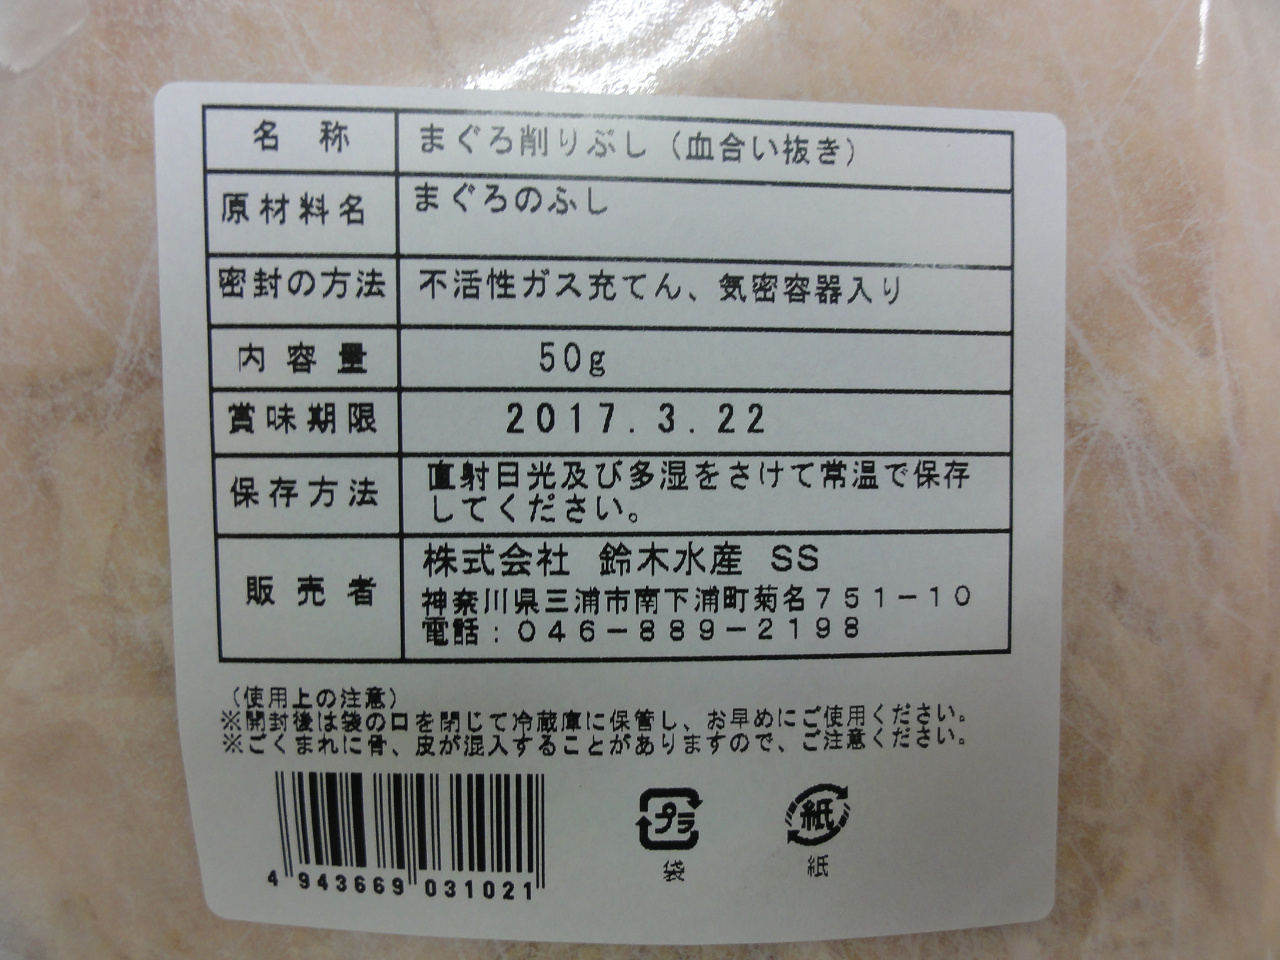 名 称 まぐろ削りぶし（血合い抜き）
原材料名 まぐろのふし
密封の方法 不活性ガス充てん、気密容器入り
内容量 50g
賞味期限 2017.3.22
保存方法 直射日光及び多湿をさけて常温で保存
してください。
販売者 株式会社 鈴木水産 SS
神奈川県三浦市南下浦町菊名７５１－１０
電話：０４６－８８９－２１９８
（使用上の注意）
※開封後は袋の口を閉じて冷蔵庫に保管し、お早めにご使用ください。
※ごくまれに骨、皮が混入することがありますので、ご注意ください。
4 943669 031021
プラ
袋
紙
紙